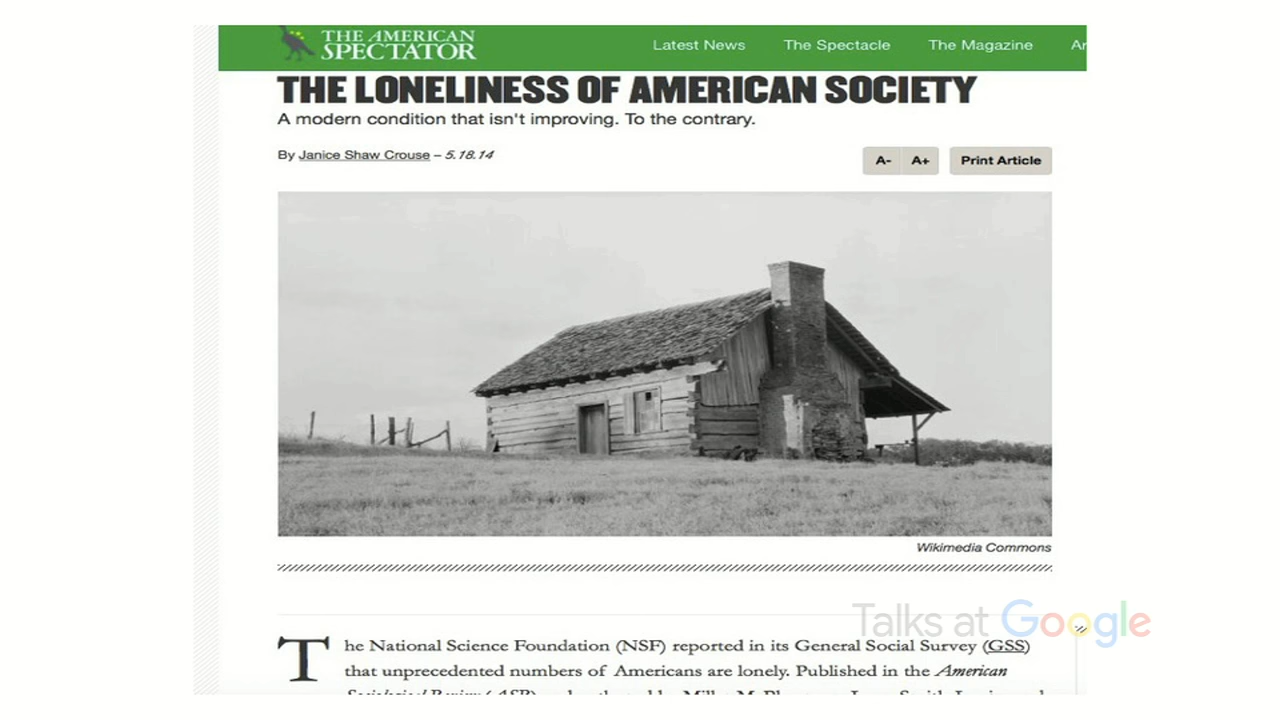 THE AMERICAN
SPECTATOR
Latest News The Spectacle The Magazine
THE LONELINESS OF AMERICAN SOCIETY
A modern condition that isn't improving. To the contrary.
By Janice Shaw Crouse – 5.18.14
A- A+ Print Article
Wikimedia Commons
Talks at Google
The National Science Foundation (NSF) reported in its General Social Survey (GSS)
that unprecedented numbers of Americans are lonely. Published in the American